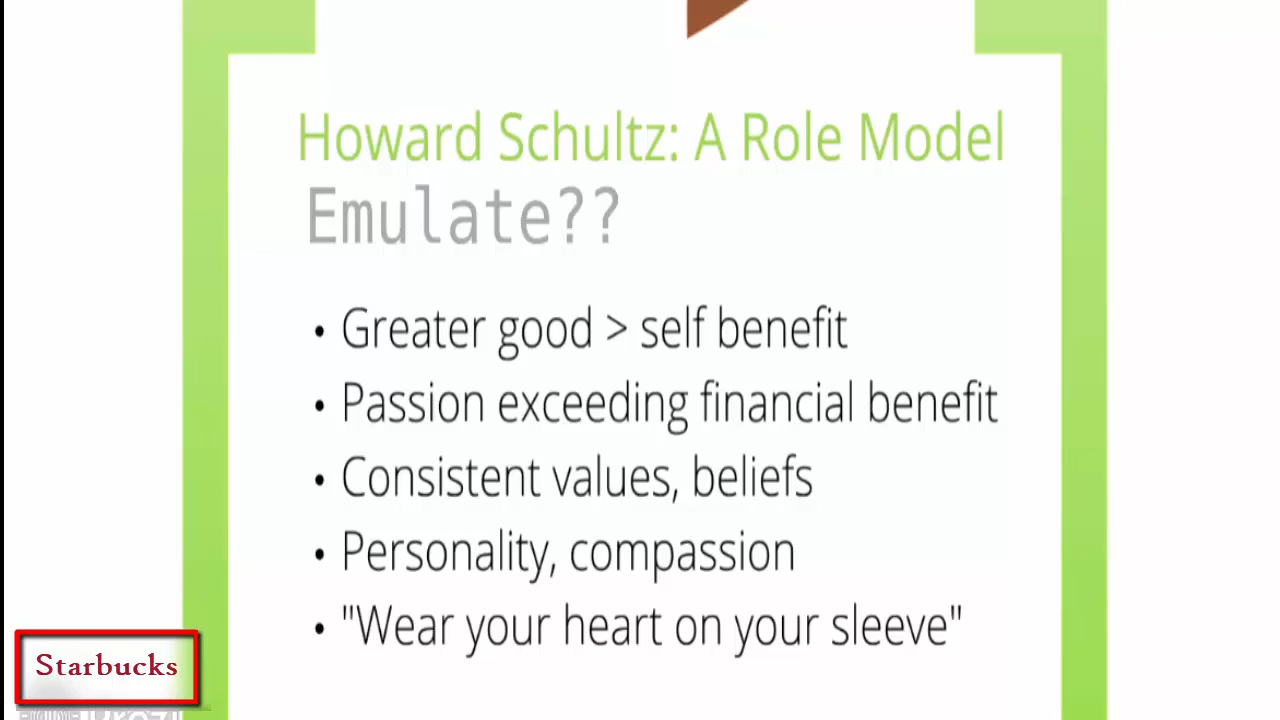 Howard Schultz: A Role Model
Emulate??
• Greater good > self benefit
• Passion exceeding financial benefit
• Consistent values, beliefs
• Personality, compassion
• "Wear your heart on your sleeve"
Starbucks